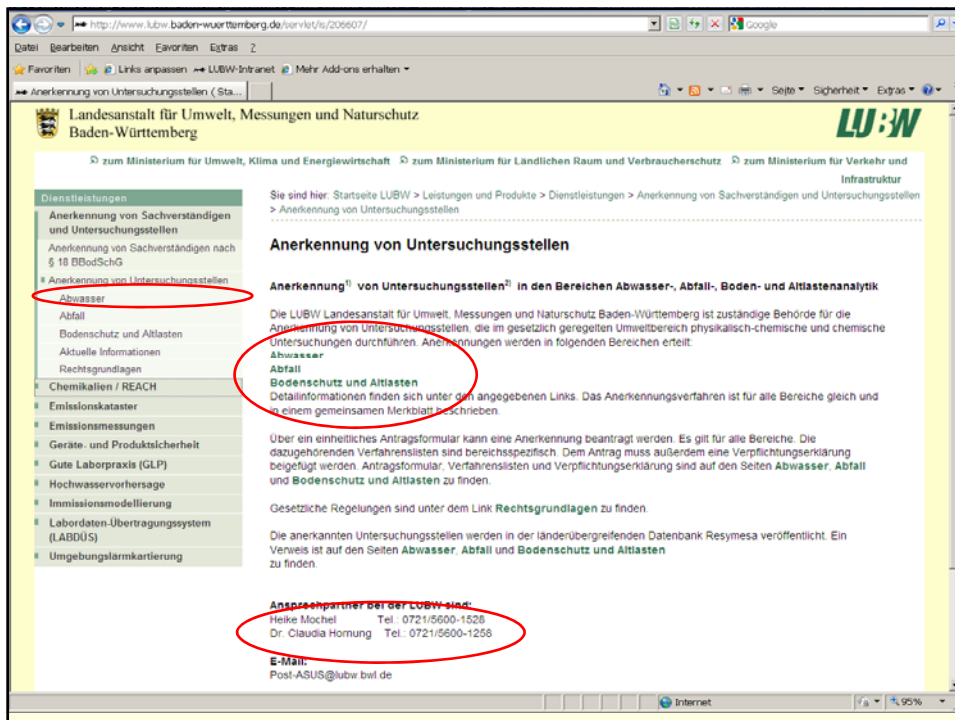 http://www.lubw.baden-wuerttemberg.de/servlet/is/206607/
Google
Datei Bearbeiten Ansicht Favoriten Extras ?
Favoriten Links anpassen LUBW-Intranet Mehr Add-ons erhalten
Anerkennung von Untersuchungsstellen ( Sta...
Seite Sicherheit Extras
Landesanstalt für Umwelt, Messungen und Naturschutz
Baden-Württemberg
LUBW
zum Ministerium für Umwelt, Klima und Energiewirtschaft zum Ministerium für Ländlichen Raum und Verbraucherschutz zum Ministerium für Verkehr und
Infrastruktur
Dienstleistungen
Anerkennung von Sachverständigen
und Untersuchungsstellen
Anerkennung von Sachverständigen nach
§ 18 BBodSchG
Anerkennung von Untersuchungsstellen
Abwasser
Abfall
Bodenschutz und Altlasten
Aktuelle Informationen
Rechtsgrundlagen
Chemikalien / REACH
Emissionskataster
Emissionsmessungen
Geräte- und Produktsicherheit
Gute Laborpraxis (GLP)
Hochwasservorhersage
Immissionsmodellierung
Labordaten-Übertragungssystem
(LABDÜS)
Umgebungslärmkartierung
Sie sind hier: Startseite LUBW > Leistungen und Produkte > Dienstleistungen > Anerkennung von Sachverständigen und Untersuchungsstellen
> Anerkennung von Untersuchungsstellen
Anerkennung von Untersuchungsstellen
Anerkennung1) von Untersuchungsstellen2) in den Bereichen Abwasser-, Abfall-, Boden- und Altlastenanalytik
Die LUBW Landesanstalt für Umwelt, Messungen und Naturschutz Baden-Württemberg ist zuständige Behörde für die
Anerkennung von Untersuchungsstellen, die im gesetzlich geregelten Umweltbereich physikalisch-chemische und chemische
Untersuchungen durchführen. Anerkennungen werden in folgenden Bereichen erteilt:
Abwasser
Abfall
Bodenschutz und Altlasten
Detailinformationen finden sich unter den angegebenen Links. Das Anerkennungsverfahren ist für alle Bereiche gleich und
in einem gemeinsamen Merkblatt beschrieben.
Über ein einheitliches Antragsformular kann eine Anerkennung beantragt werden. Es gilt für alle Bereiche. Die
dazugehörenden Verfahrenslisten sind bereichsspezifisch. Dem Antrag muss außerdem eine Verpflichtungserklärung
beigefügt werden. Antragsformular, Verfahrenslisten und Verpflichtungserklärung sind auf den Seiten Abwasser, Abfall
und Bodenschutz und Altlasten zu finden.
Gesetzliche Regelungen sind unter dem Link Rechtsgrundlagen zu finden.
Die anerkannten Untersuchungsstellen werden in der länderübergreifenden Datenbank Resymesa veröffentlicht. Ein
Verweis ist auf den Seiten Abwasser, Abfall und Bodenschutz und Altlasten
zu finden.
Ansprechpartner bei der LUBW sind:
Heike Mochel Tel.: 0721/5600-1528
Dr. Claudia Hornung Tel.: 0721/5600-1258
E-Mail:
Post-ASUS@lubw.bwl.de
Internet
95%